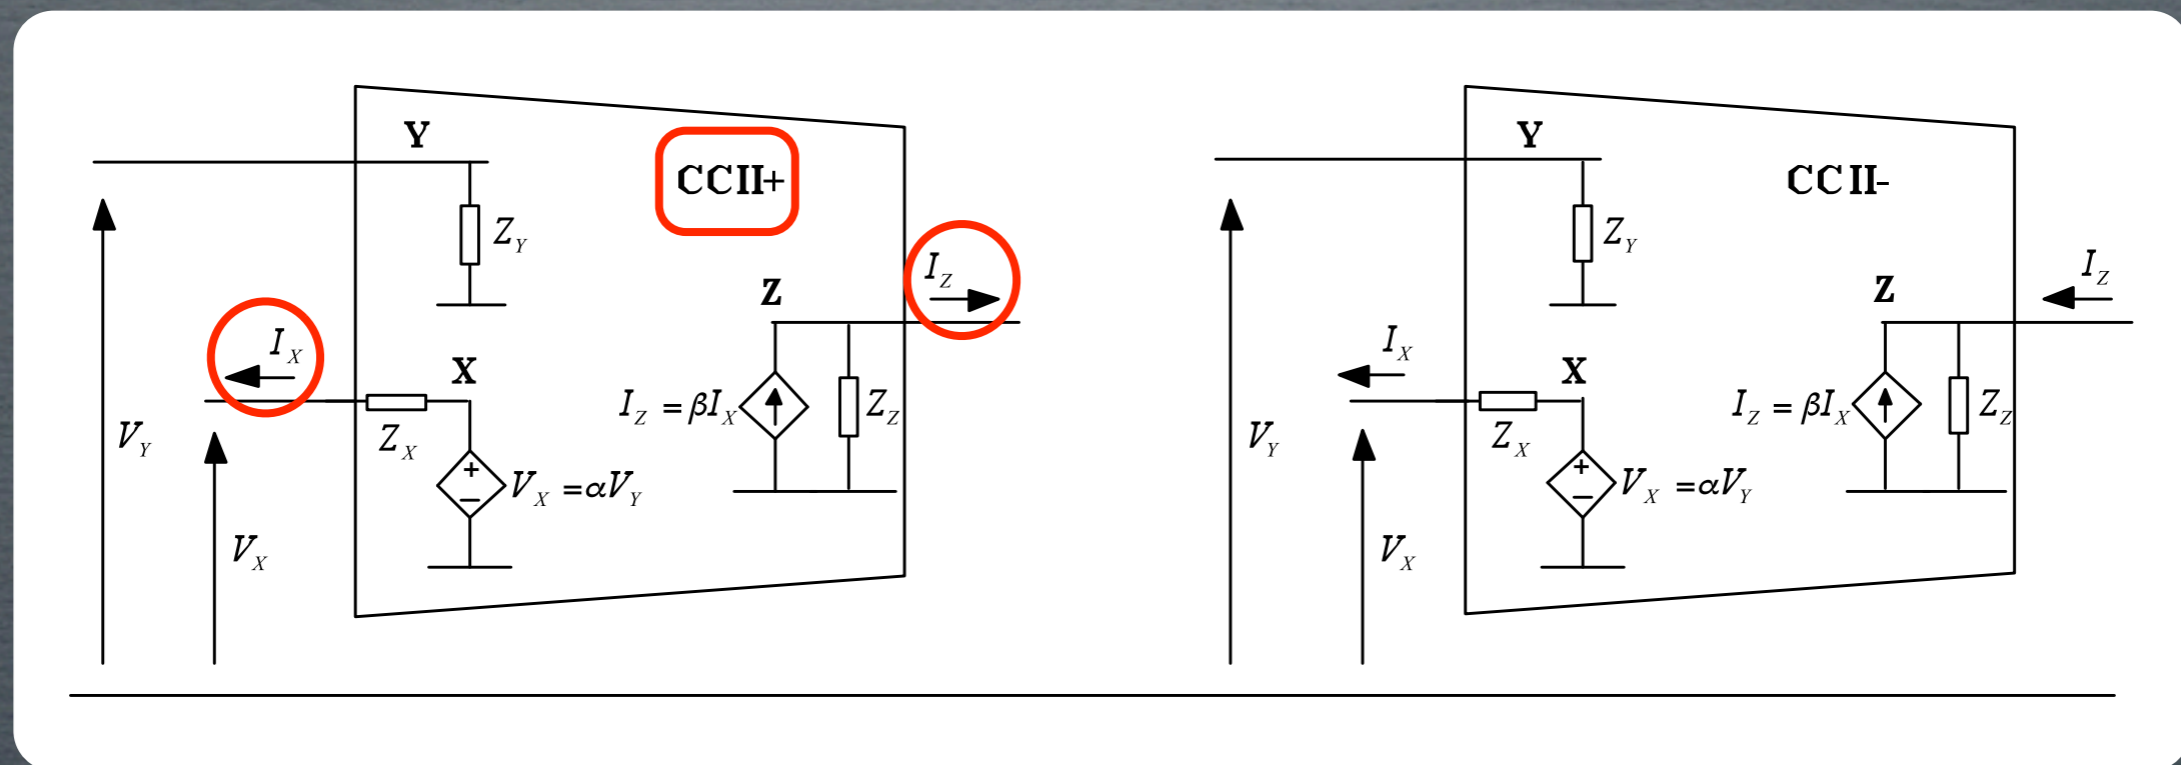 Y
CCII+
Z_Y
I_Z
Z
I_X
X
I_Z = βI_X
Z_Z
Z_X
V_Y
V_X = αV_Y
V_X
Y
CCII-
Z_Y
I_Z
Z
I_X
X
I_Z = βI_X
Z_Z
Z_X
V_Y
V_X = αV_Y
V_X